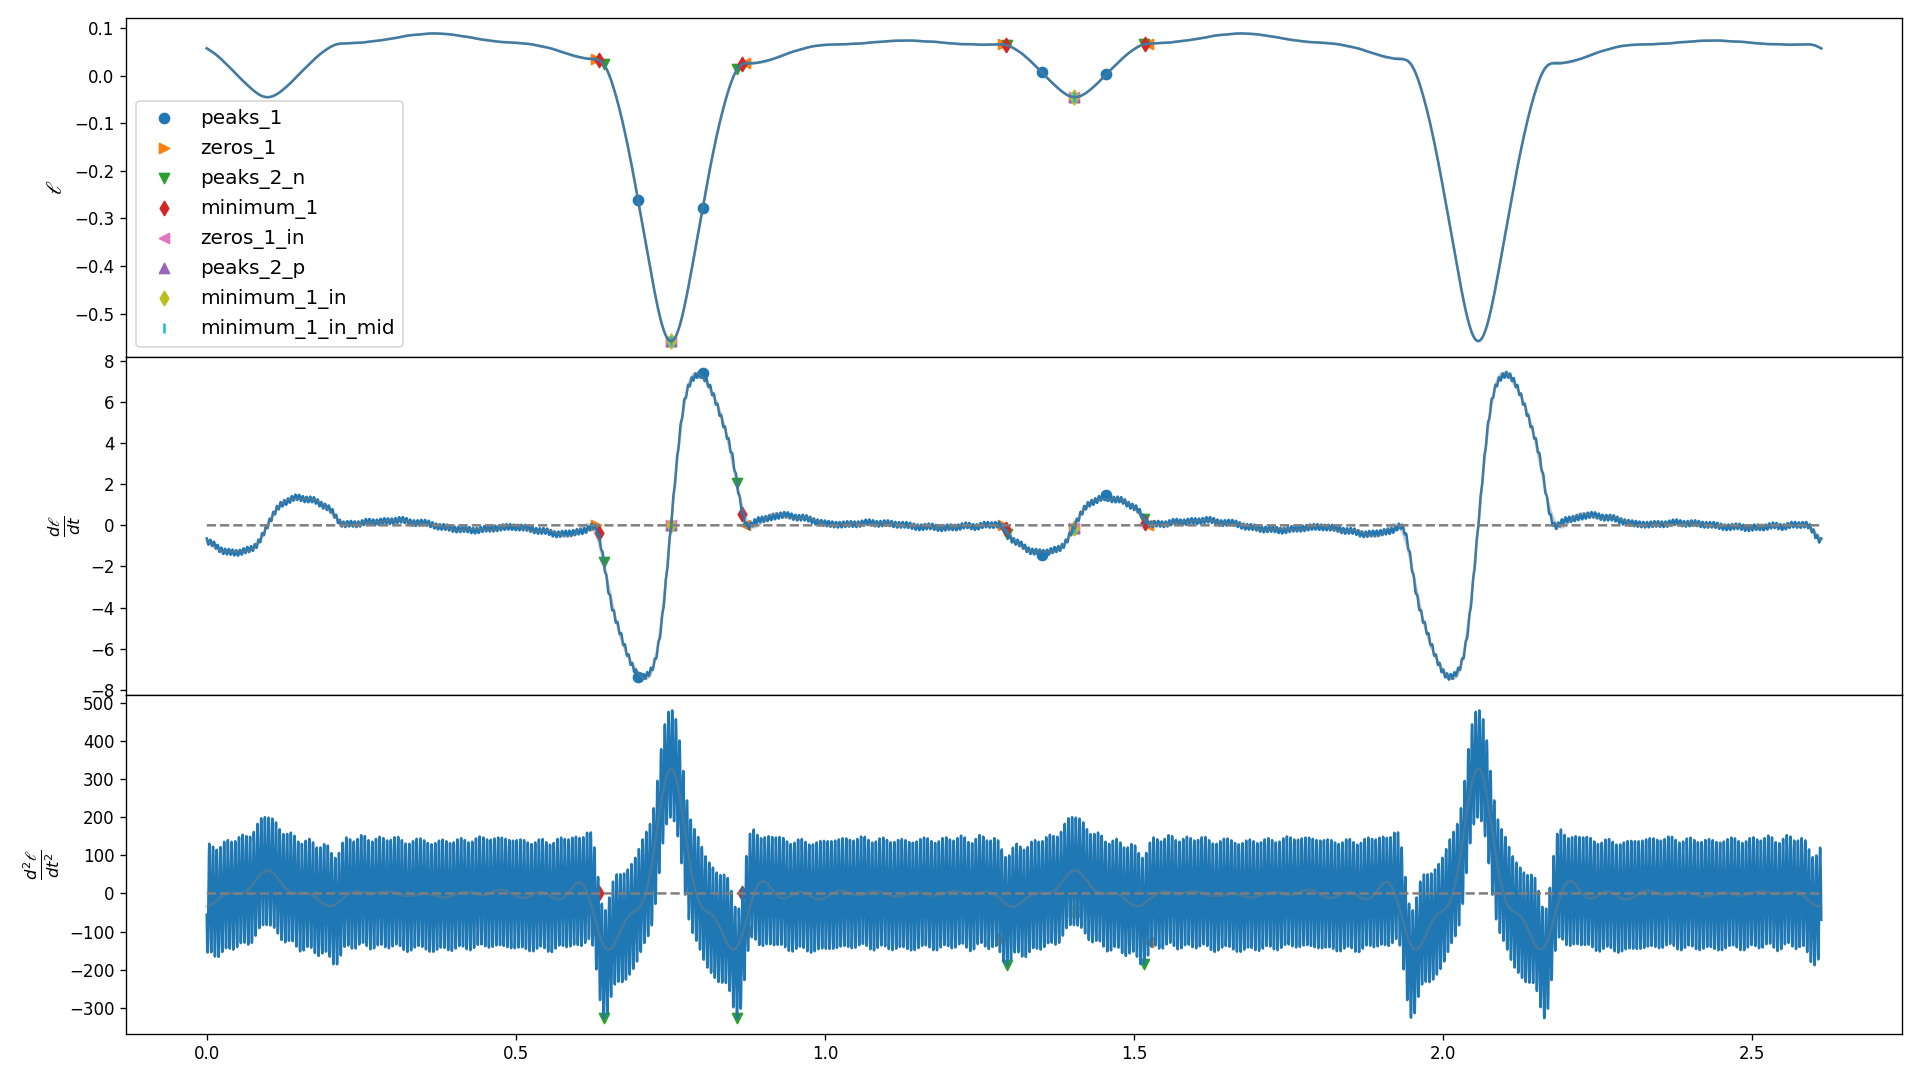 0.1
0.0
−0.1
−0.2
−0.3
−0.4
−0.5
ℓ
peaks_1
zeros_1
peaks_2_n
minimum_1
zeros_1_in
peaks_2_p
minimum_1_in
minimum_1_in_mid
8
6
4
2
0
−2
−4
−6
−8
dℓ
dt
500
400
300
200
100
0
−100
−200
−300
d²ℓ
dt²
0.0 0.5 1.0 1.5 2.0 2.5